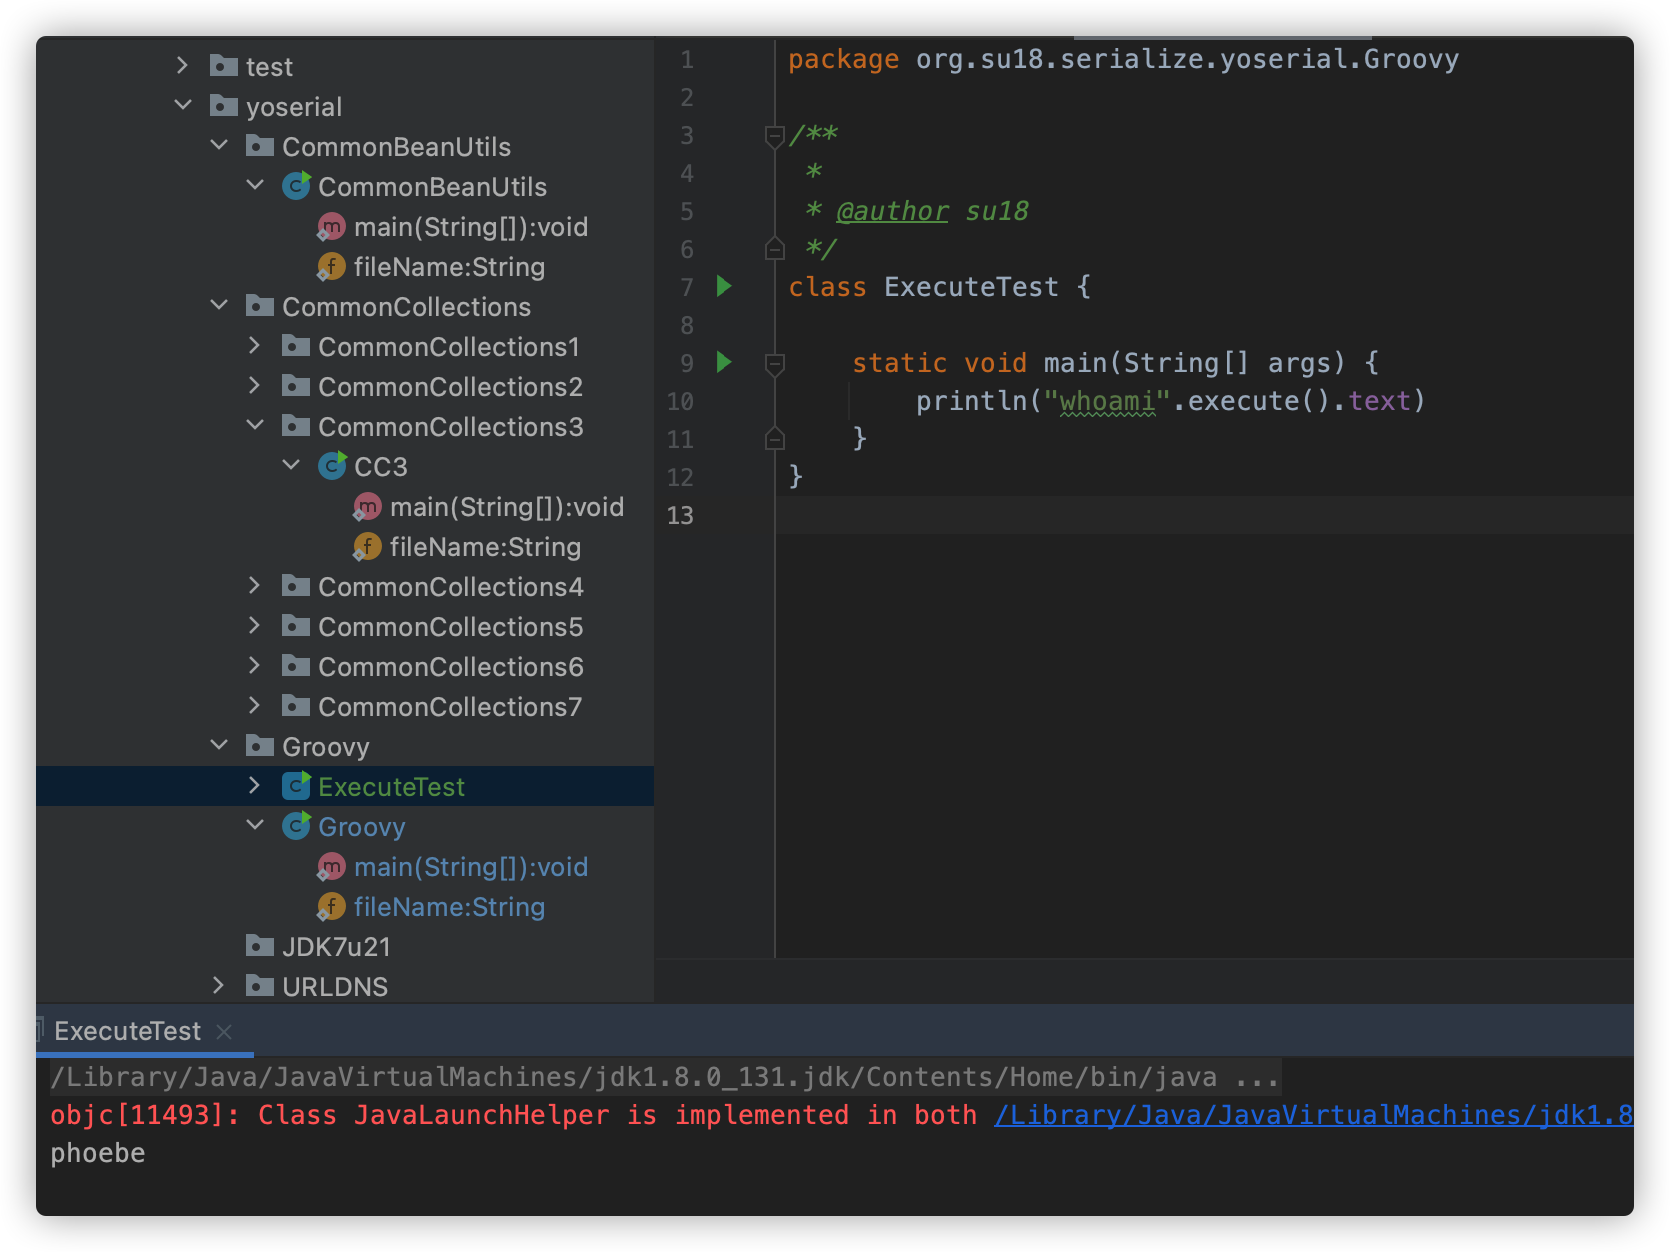 test
yoserial
CommonBeanUtils
CommonBeanUtils
main(String[]):void
fileName:String
CommonCollections
CommonCollections1
CommonCollections2
CommonCollections3
CC3
main(String[]):void
fileName:String
CommonCollections4
CommonCollections5
CommonCollections6
CommonCollections7
Groovy
ExecuteTest
Groovy
main(String[]):void
fileName:String
JDK7u21
URLDNS
1 package org.su18.serialize.yoserial.Groovy
2
3 /**
4 *
5 * @author su18
6 */
7 class ExecuteTest {
8
9 static void main(String[] args) {
10 println("whoami".execute().text)
11 }
12 }
13
ExecuteTest
/Library/Java/JavaVirtualMachines/jdk1.8.0_131.jdk/Contents/Home/bin/java ...
objc[11493]: Class JavaLaunchHelper is implemented in both /Library/Java/JavaVirtualMachines/jdk1.8
phoebe